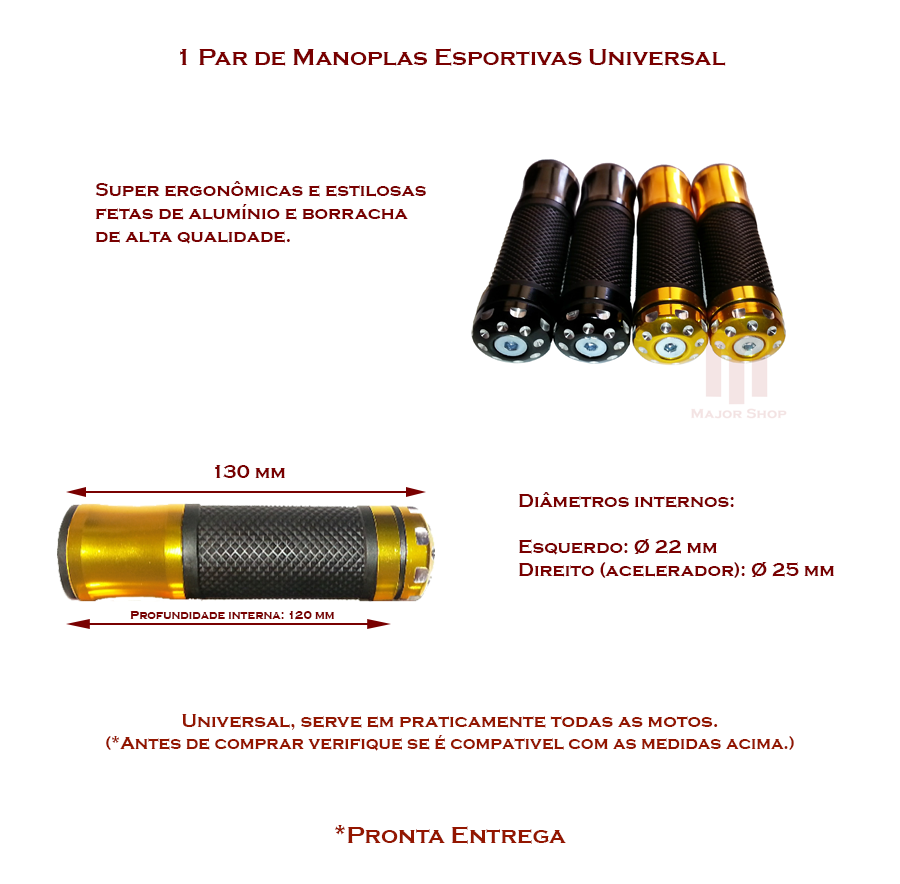 1 Par de Manoplas Esportivas Universal
Super ergonômicas e estilosas
fetas de alumínio e borracha
de alta qualidade.
Major Shop
130 mm
Profundidade interna: 120 mm
Diâmetros internos:
Esquerdo: Ø 22 mm
Direito (acelerador): Ø 25 mm
Universal, serve em praticamente todas as motos.
(*Antes de comprar verifique se é compativel com as medidas acima.)
*Pronta Entrega